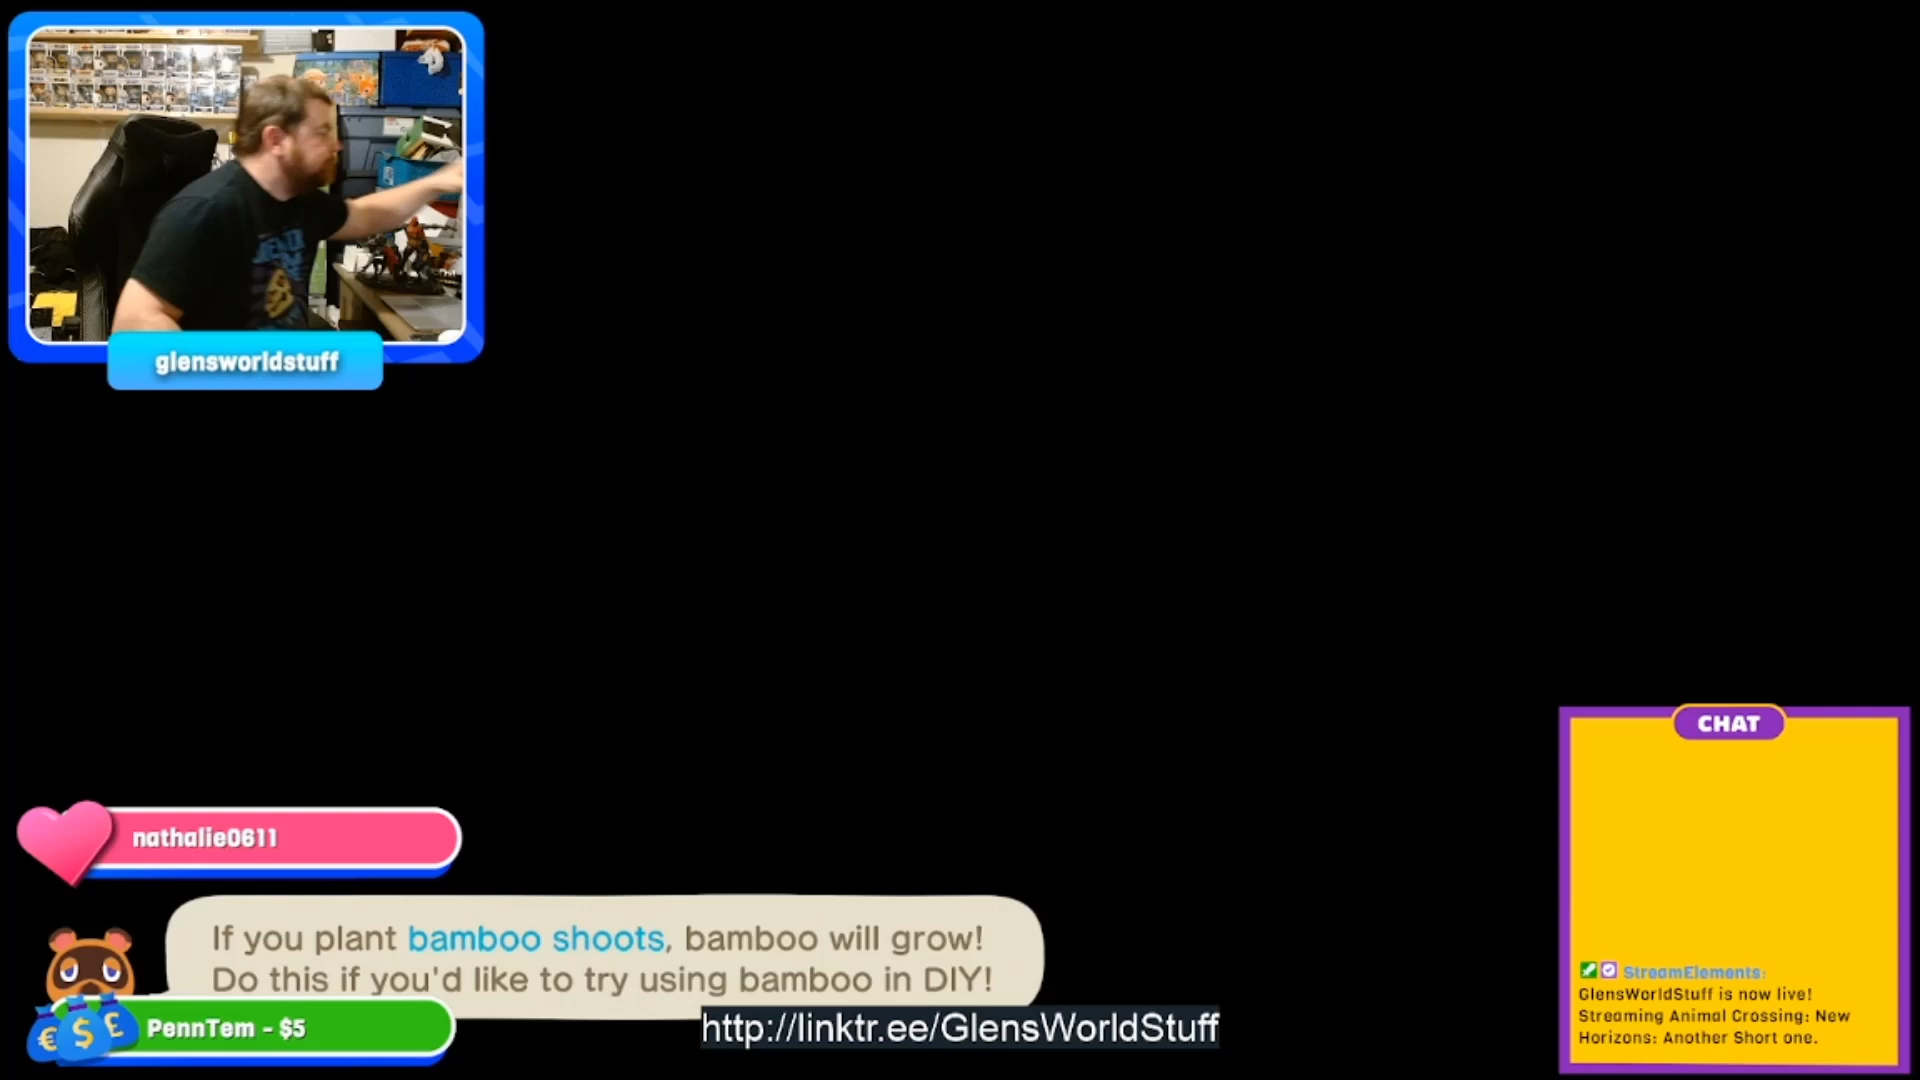 glensworldstuff
nathalie0611
If you plant bamboo shoots, bamboo will grow!
Do this if you'd like to try using bamboo in DIY!
€ $ £
PennTem - $5
http://linktr.ee/GlensWorldStuff
CHAT
StreamElements:
GlensWorldStuff is now live!
Streaming Animal Crossing: New
Horizons: Another Short one.